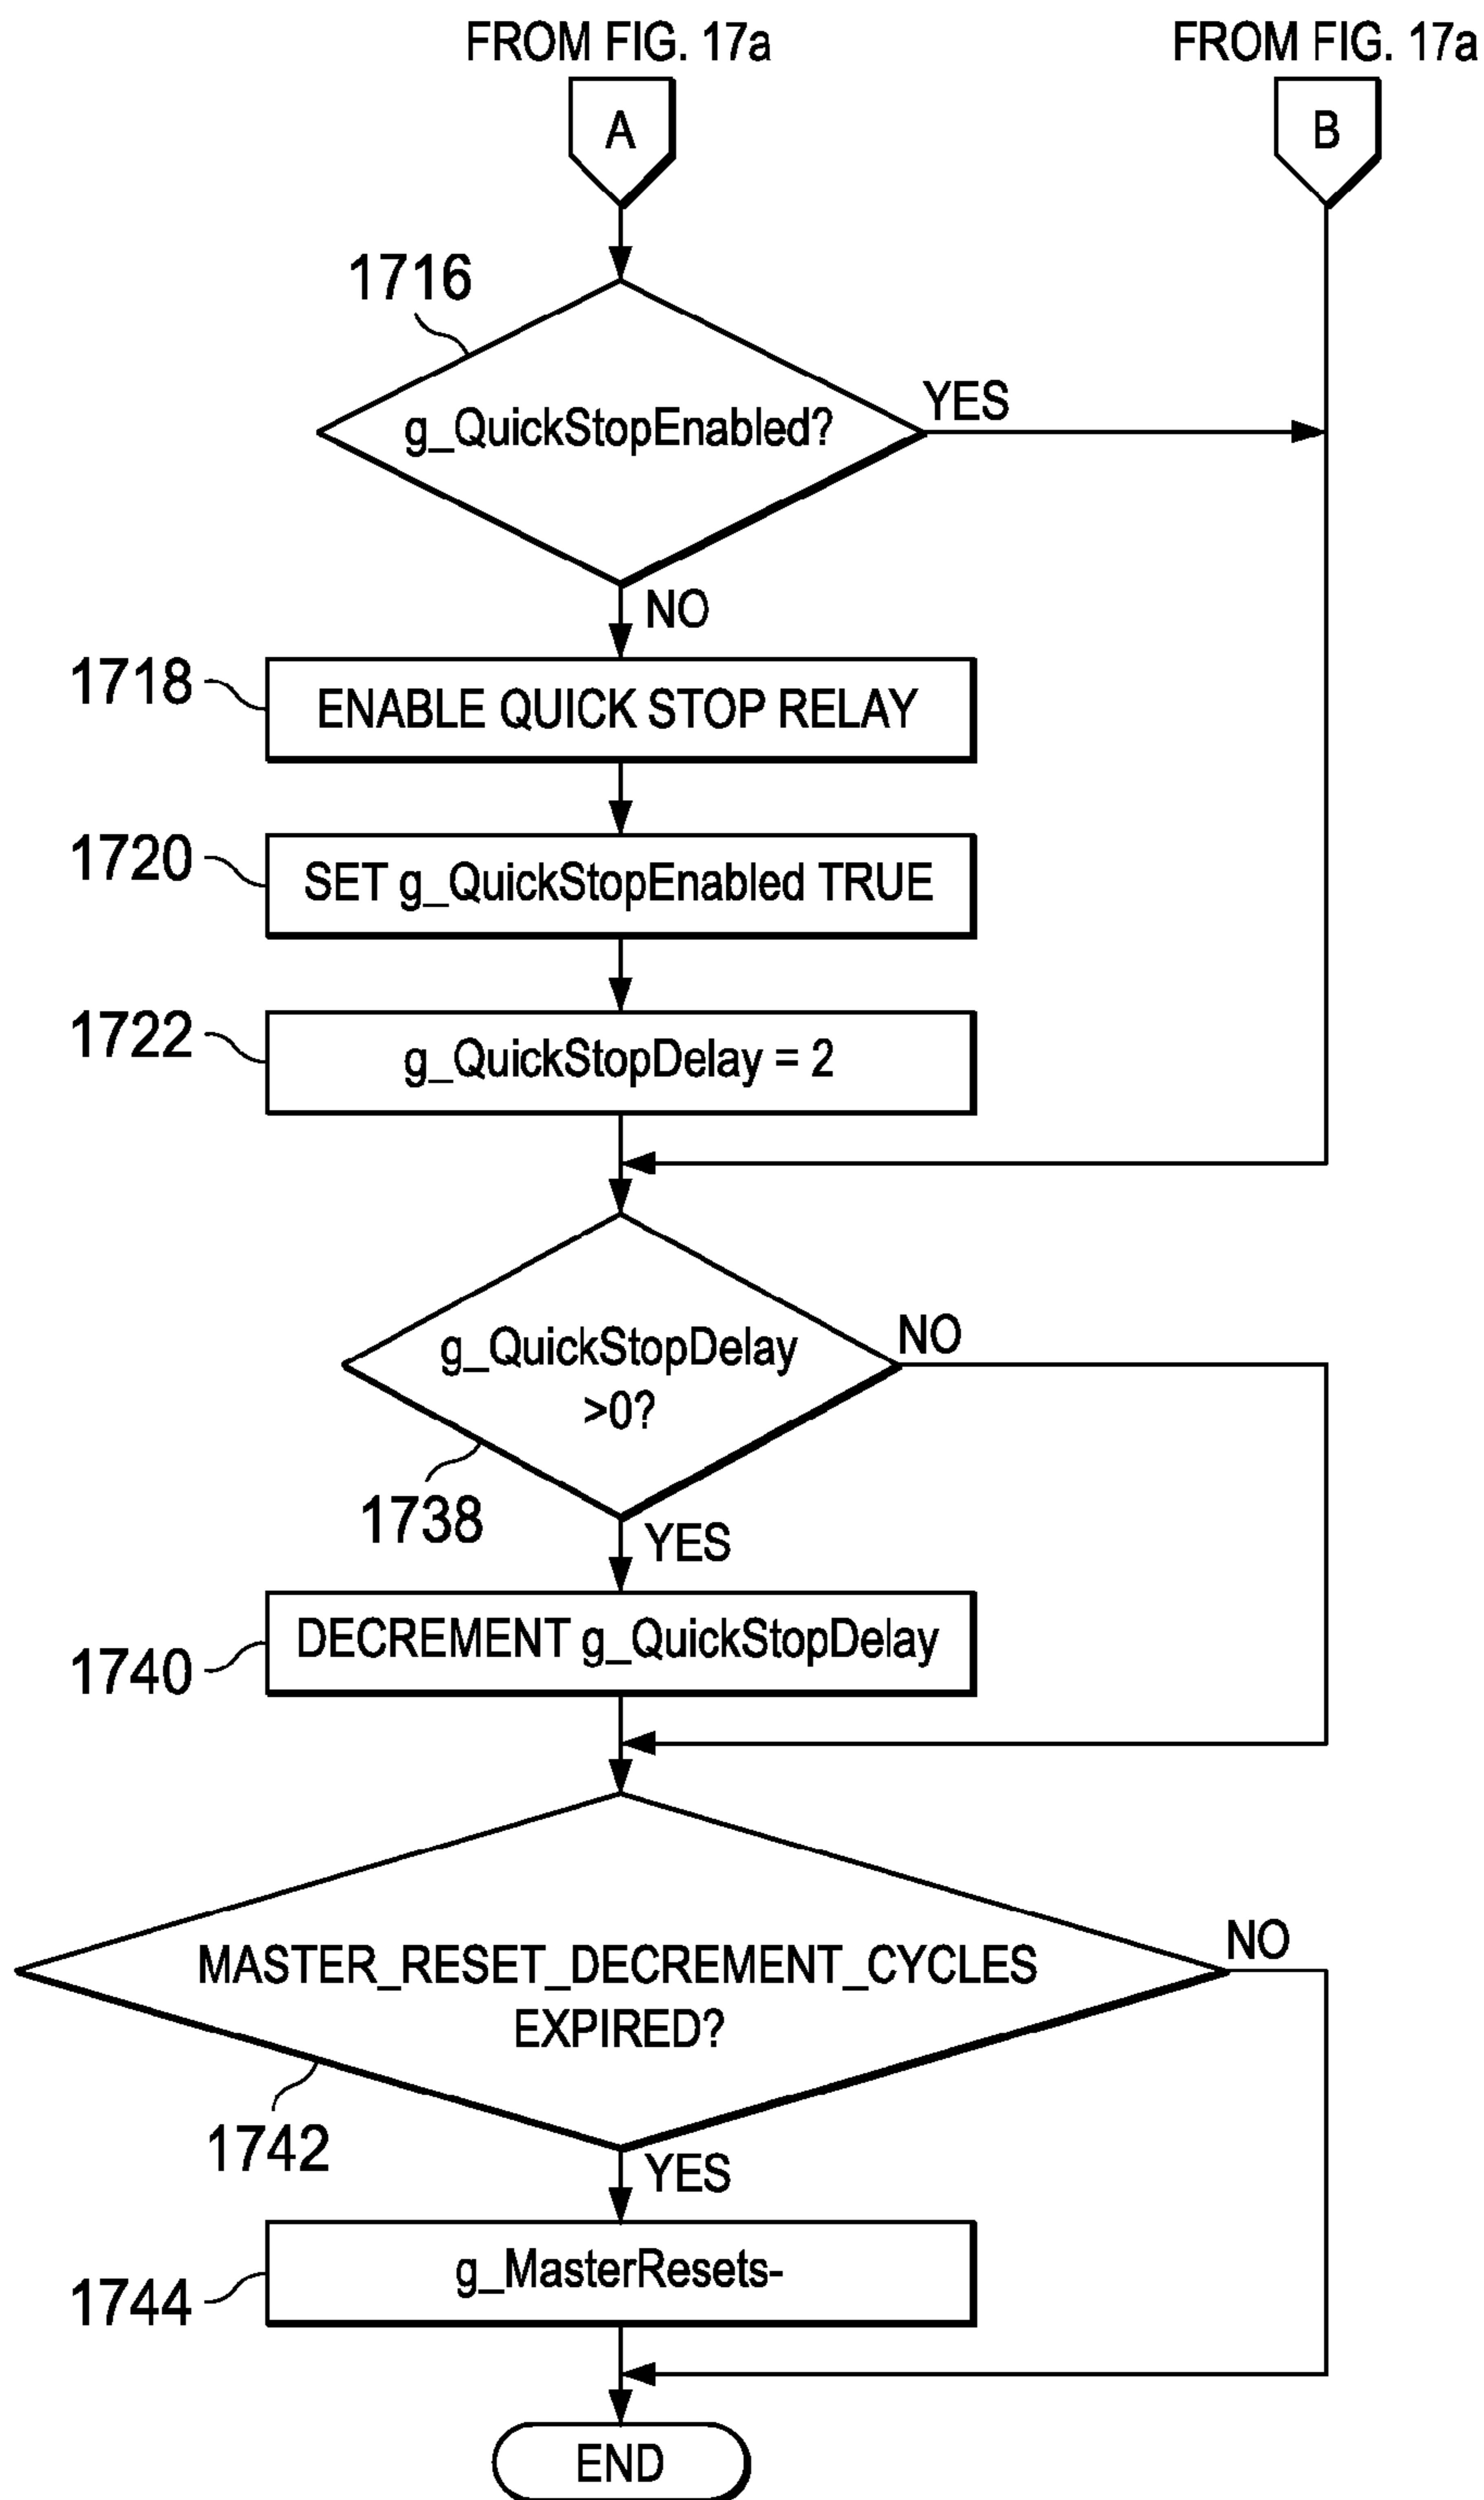 FROM FIG. 17a
FROM FIG. 17a
A
B
1716
g_QuickStopEnabled?
YES
NO
1718
ENABLE QUICK STOP RELAY
1720
SET g_QuickStopEnabled TRUE
1722
g_QuickStopDelay = 2
g_QuickStopDelay
>0?
NO
1738
YES
1740
DECREMENT g_QuickStopDelay
MASTER_RESET_DECREMENT_CYCLES
EXPIRED?
NO
1742
YES
1744
g_MasterResets-
END